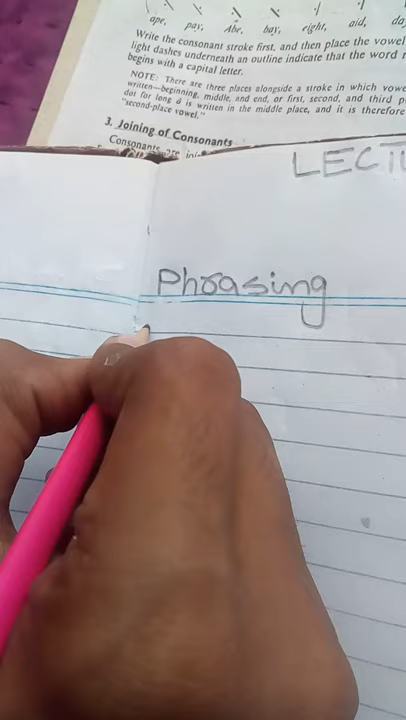 ape, pay, Abe, bay, eight, aid,
Write the consonant stroke first, and then place the vowel
light dashes underneath an outline indicate that the word
begins with a capital letter.
NOTE: There are three places alongside a stroke in which
written—beginning, middle, and end, or first, second, and third
dot for long ā is written in the middle place, and it is therefore
"second-place vowel."
3. Joining of Consonants
Consonants are
LECTU
Phrasing